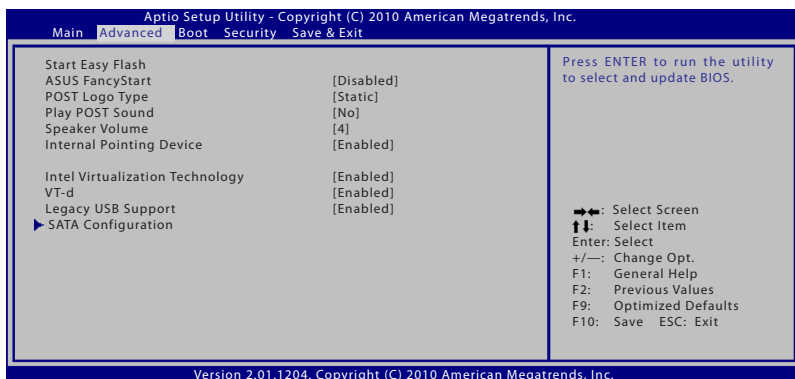 Aptio Setup Utility - Copyright (C) 2010 American Megatrends, Inc.
Main Advanced Boot Security Save & Exit
Start Easy Flash
ASUS FancyStart [Disabled]
POST Logo Type [Static]
Play POST Sound [No]
Speaker Volume [4]
Internal Pointing Device [Enabled]
Intel Virtualization Technology [Enabled]
VT-d [Enabled]
Legacy USB Support [Enabled]
SATA Configuration
Press ENTER to run the utility
to select and update BIOS.
→←: Select Screen
↑↓: Select Item
Enter: Select
+/—: Change Opt.
F1: General Help
F2: Previous Values
F9: Optimized Defaults
F10: Save ESC: Exit
Version 2.01.1204. Copyright (C) 2010 American Megatrends, Inc.